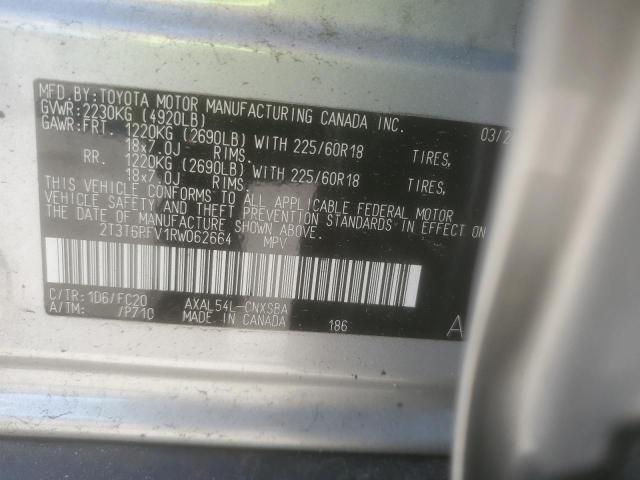 MFD.BY:TOYOTA MOTOR MANUFACTURING CANADA INC. 03/2
GVWR:2230KG (4920LB)
GAWR:FRT. 1220KG (2690LB) WITH 225/60R18 TIRES,
18x7.0J RIMS.
RR. 1220KG (2690LB) WITH 225/60R18 TIRES,
18x7.0J RIMS.
THIS VEHICLE CONFORMS TO ALL APPLICABLE FEDERAL MOTOR
VEHICLE SAFETY AND THEFT PREVENTION STANDARDS IN EFFECT ON
THE DATE OF MANUFACTURE SHOWN ABOVE.
2T3T6PFV1RW062664 MPV
C/TR:1D6/FC20 AXAL54L-CNXSBA
A/TM: /P710 MADE IN CANADA 186 A